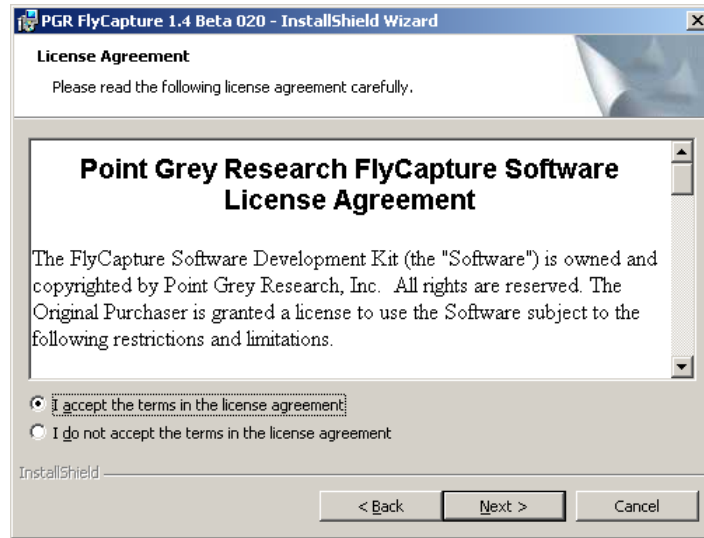 PGR FlyCapture 1.4 Beta 020 - InstallShield Wizard
License Agreement
Please read the following license agreement carefully.
Point Grey Research FlyCapture Software
License Agreement
The FlyCapture Software Development Kit (the "Software") is owned and
copyrighted by Point Grey Research, Inc.  All rights are reserved. The
Original Purchaser is granted a license to use the Software subject to the
following restrictions and limitations.
I accept the terms in the license agreement
I do not accept the terms in the license agreement
InstallShield
< Back Next > Cancel